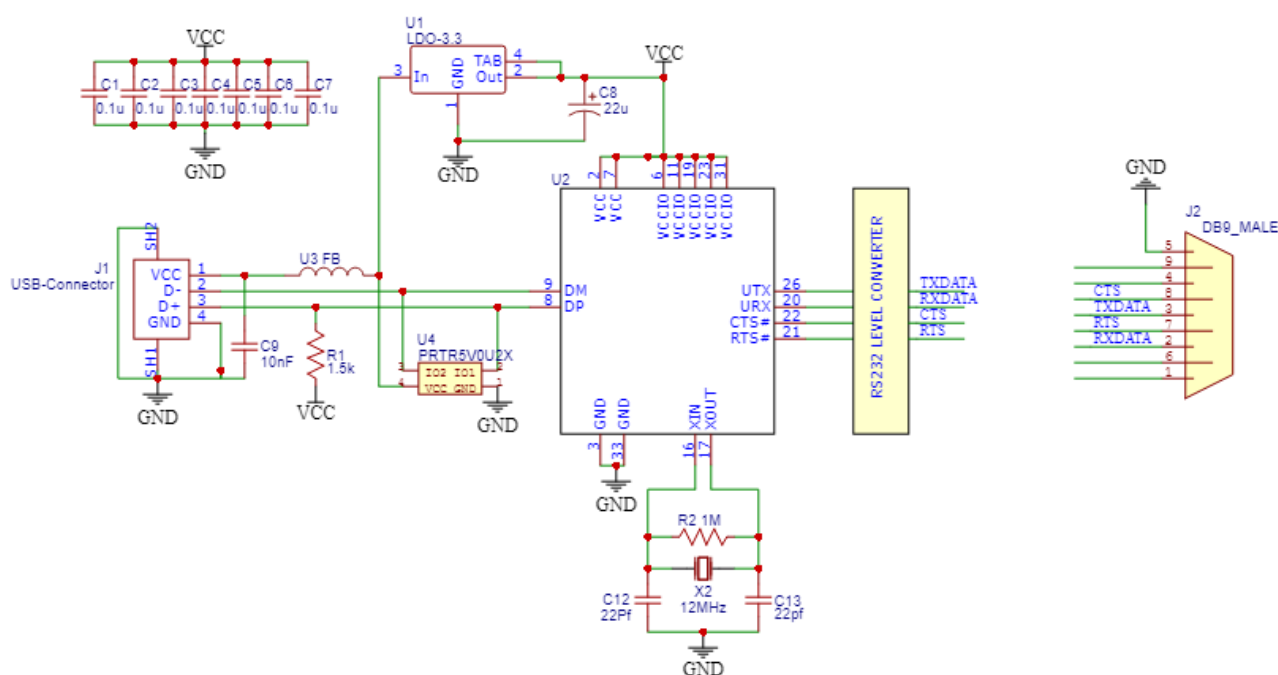 VCC
C1
0.1u
C2
0.1u
C3
0.1u
C4
0.1u
C5
0.1u
C6
0.1u
C7
0.1u
GND
U1
LDO-3.3
3
In
GND
1
TAB
Out
4
2
C8
22u
+
VCC
GND
U2
2
7
6
11
19
23
31
VCC
VCC
VCCIO
VCCIO
VCCIO
VCCIO
VCCIO
J1
USB-Connector
SH2
VCC
D-
D+
GND
1
2
3
4
SH1
GND
U3 FB
C9
10nF
R1
1.5k
VCC
U4
PRTR5V0U2X
3
IO2
IO1
2
4
VCC
GND
1
GND
9
DM
8
DP
UTX
26
URX
20
CTS#
22
RTS#
21
GND
GND
3
33
GND
XIN
XOUT
16
17
R2 1M
X2
12MHz
C12
22Pf
C13
22pf
GND
RS232 LEVEL CONVERTER
TXDATA
RXDATA
CTS
RTS
GND
J2
DB9_MALE
5
9
4
CTS
8
TXDATA
3
RTS
7
RXDATA
2
6
1